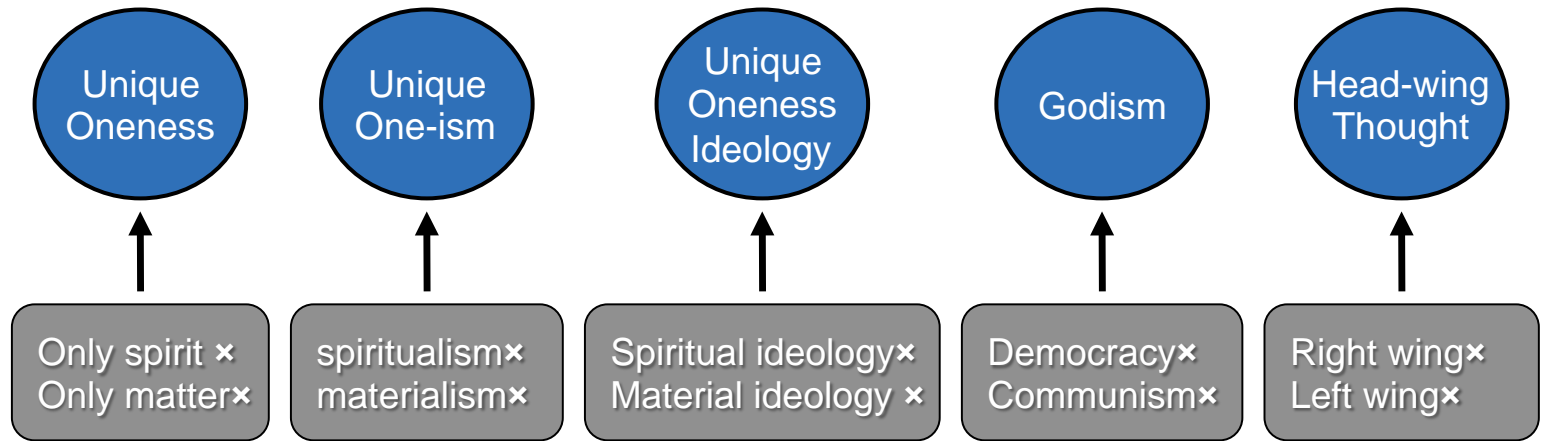 Unique
Oneness
Unique
One-ism
Unique
Oneness
Ideology
Godism
Head-wing
Thought
Only spirit ×
Only matter×
spiritualism×
materialism×
Spiritual ideology×
Material ideology ×
Democracy×
Communism×
Right wing×
Left wing×